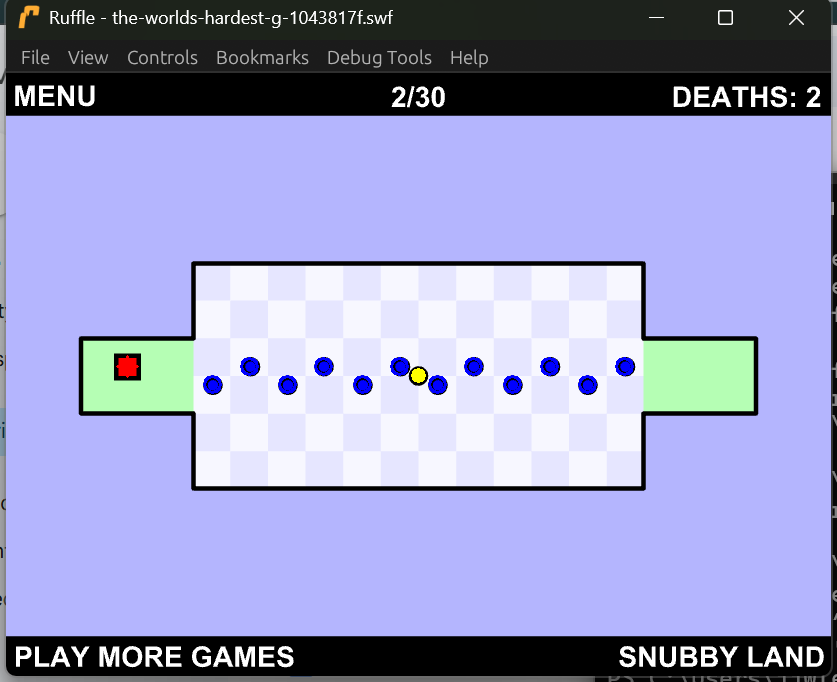 Ruffle - the-worlds-hardest-g-1043817f.swf
File View Controls Bookmarks Debug Tools Help
MENU 2/30 DEATHS: 2
PLAY MORE GAMES SNUBBY LAND